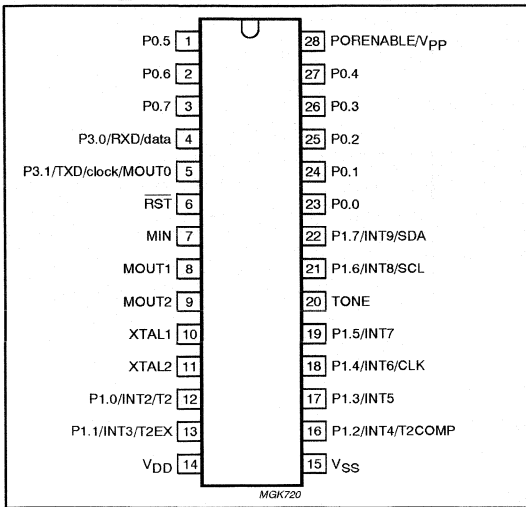 P0.5 1 28 PORENABLE/VPP
P0.6 2 27 P0.4
P0.7 3 26 P0.3
P3.0/RXD/data 4 25 P0.2
P3.1/TXD/clock/MOUT0 5 24 P0.1
RST 6 23 P0.0
MIN 7 22 P1.7/INT9/SDA
MOUT1 8 21 P1.6/INT8/SCL
MOUT2 9 20 TONE
XTAL1 10 19 P1.5/INT7
XTAL2 11 18 P1.4/INT6/CLK
P1.0/INT2/T2 12 17 P1.3/INT5
P1.1/INT3/T2EX 13 16 P1.2/INT4/T2COMP
VDD 14 15 VSS
MGK720